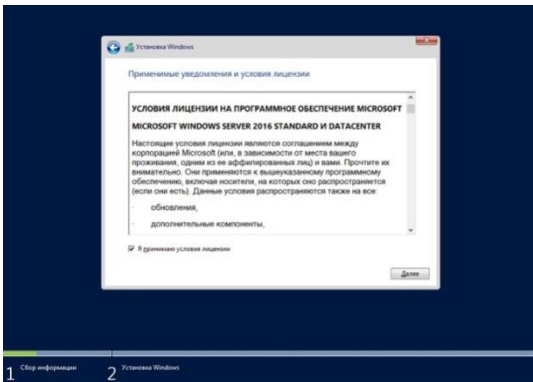 Установка Windows
Применимые уведомления и условия лицензии
УСЛОВИЯ ЛИЦЕНЗИИ НА ПРОГРАММНОЕ ОБЕСПЕЧЕНИЕ MICROSOFT
MICROSOFT WINDOWS SERVER 2016 STANDARD И DATACENTER
Настоящие условия лицензии являются соглашением между
корпорацией Microsoft (или, в зависимости от места вашего
проживания, одним из ее аффилированных лиц) и вами. Прочтите их
внимательно. Они применяются к вышеуказанному программному
обеспечению, включая носители, на которых оно распространяется
(если они есть). Данные условия распространяются также на все:
· обновления,
· дополнительные компоненты,
Я принимаю условия лицензии
Далее
1 Сбор информации
2 Установка Windows